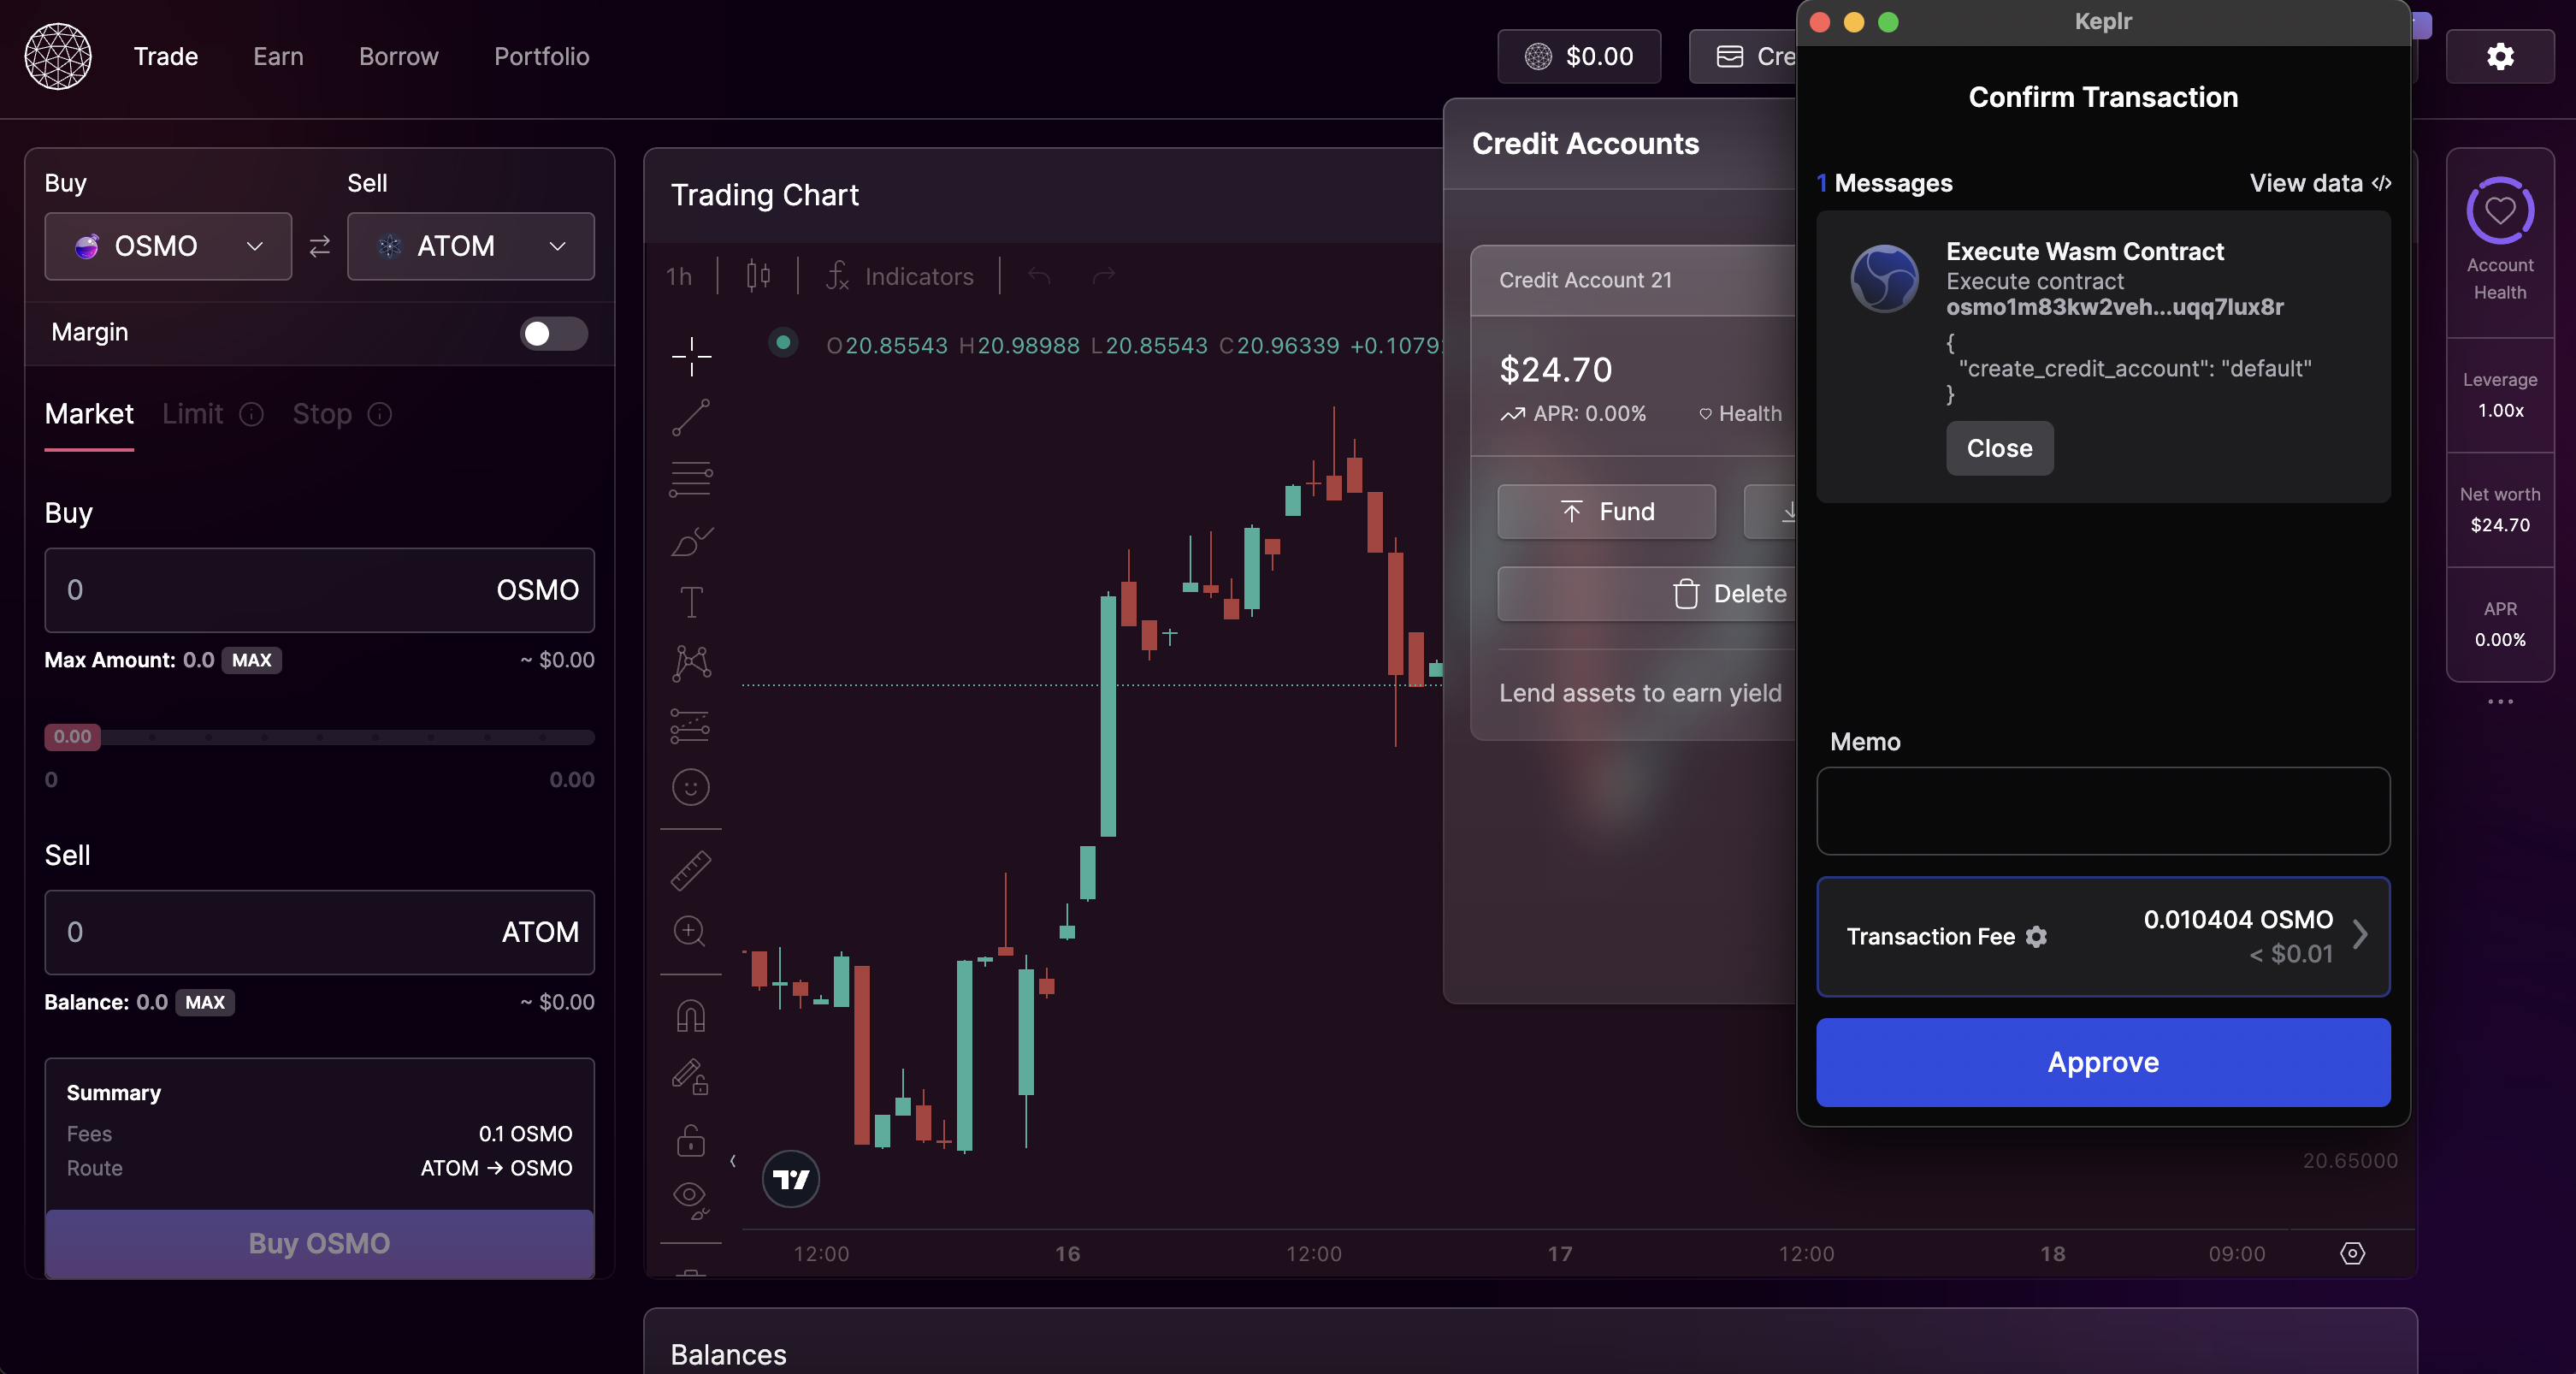 Trade
Earn
Borrow
Portfolio
$0.00
Cre
Buy
Sell
OSMO
ATOM
Margin
Market
Limit
Stop
Buy
0
OSMO
Max Amount: 0.0 MAX
~ $0.00
0.00
0
0.00
Sell
0
ATOM
Balance: 0.0 MAX
~ $0.00
Summary
Fees
0.1 OSMO
Route
ATOM → OSMO
Buy OSMO
Trading Chart
1h
Indicators
O20.85543 H20.98988 L20.85543 C20.96339 +0.1079
12:00
16
12:00
17
12:00
18
09:00
20.65000
Balances
Credit Accounts
Credit Account 21
$24.70
APR: 0.00%
Health
Fund
Delete
Lend assets to earn yield
Keplr
Confirm Transaction
1 Messages
View data </>
Execute Wasm Contract
Execute contract
osmo1m83kw2veh...uqq7lux8r
{
"create_credit_account": "default"
}
Close
Memo
Transaction Fee
0.010404 OSMO
< $0.01
Approve
Account
Health
Leverage
1.00x
Net worth
$24.70
APR
0.00%